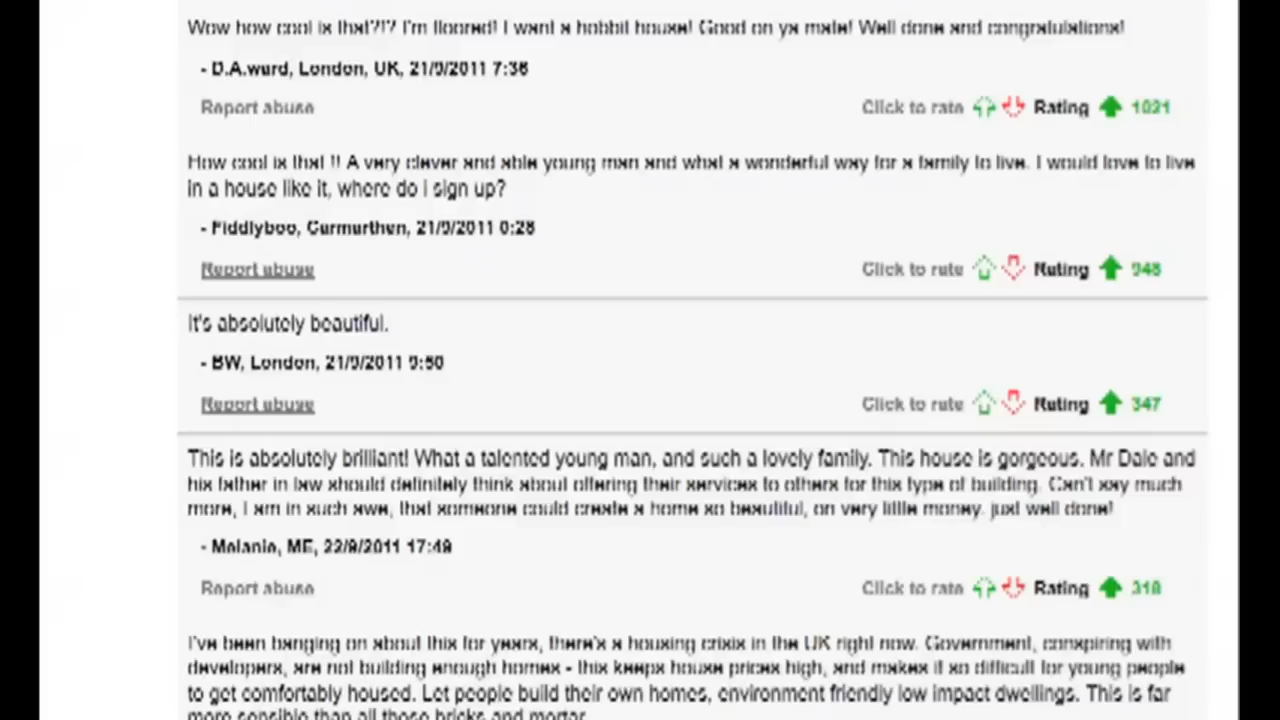 Wow how cool is that?!? I'm floored! I want a hobbit house! Good on ya mate! Well done and congratulations!
- D.A.ward, London, UK, 21/9/2011 7:36
Report abuse
Click to rate Rating 1021
How cool is that !! A very clever and able young man and what a wonderful way for a family to live. I would love to live
in a house like it, where do I sign up?
- Fiddlyboo, Carmarthen, 21/9/2011 0:28
Report abuse
Click to rate Rating 948
It's absolutely beautiful.
- BW, London, 21/9/2011 9:50
Report abuse
Click to rate Rating 347
This is absolutely brilliant! What a talented young man, and such a lovely family. This house is gorgeous. Mr Dale and
his father in law should definitely think about offering their services to others for this type of building. Can't say much
more, I am in such awe, that someone could create a home so beautiful, on very little money. just well done!
- Melanie, ME, 22/9/2011 17:49
Report abuse
Click to rate Rating 318
I've been banging on about this for years, there's a housing crisis in the UK right now. Government, conspiring with
developers, are not building enough homes - this keeps house prices high, and makes it so difficult for young people
to get comfortably housed. Let people build their own homes, environment friendly low impact dwellings. This is far
more sensible than all those bricks and mortar